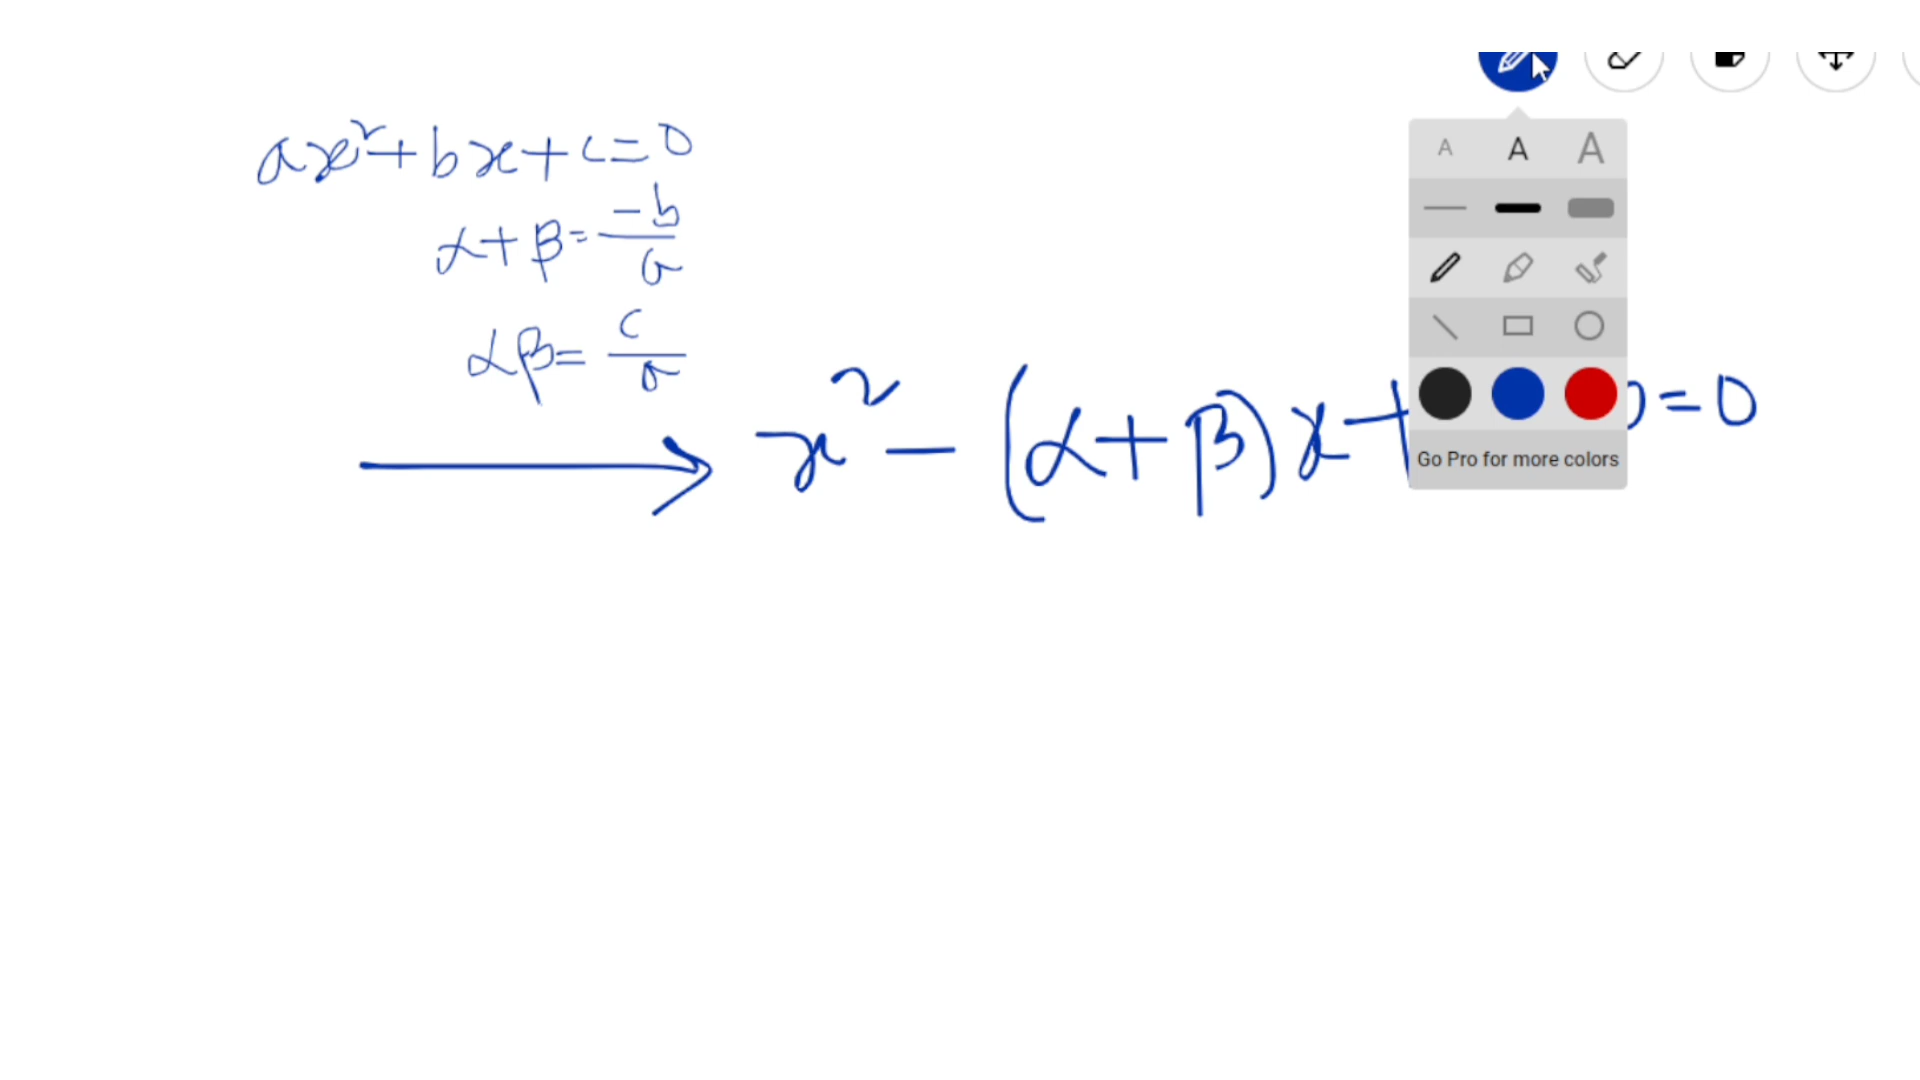 ax²+bx+c=0
α+β=-b/a
αβ=c/a
x²-(α+β)x+
=0
A A A
Go Pro for more colors